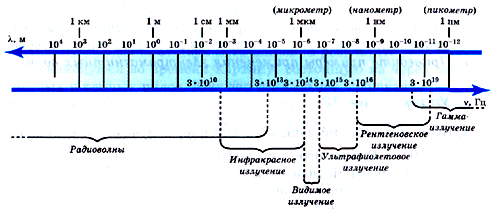 (микрометр) (нанометр) (пикометр)
1 км 1 м 1 см 1 мм 1 мкм 1 нм 1 пм
λ, м 10⁴ 10³ 10² 10¹ 10⁰ 10⁻¹ 10⁻² 10⁻³ 10⁻⁴ 10⁻⁵ 10⁻⁶ 10⁻⁷ 10⁻⁸ 10⁻⁹ 10⁻¹⁰ 10⁻¹¹ 10⁻¹²
3·10¹⁰ 3·10¹³ 3·10¹⁴ 3·10¹⁵ 3·10¹⁶ 3·10¹⁹
ν, Гц
Гамма-
излучение
Рентгеновское
излучение
Радиоволны
Инфракрасное
излучение
Ультрафиолетовое
излучение
Видимое
излучение